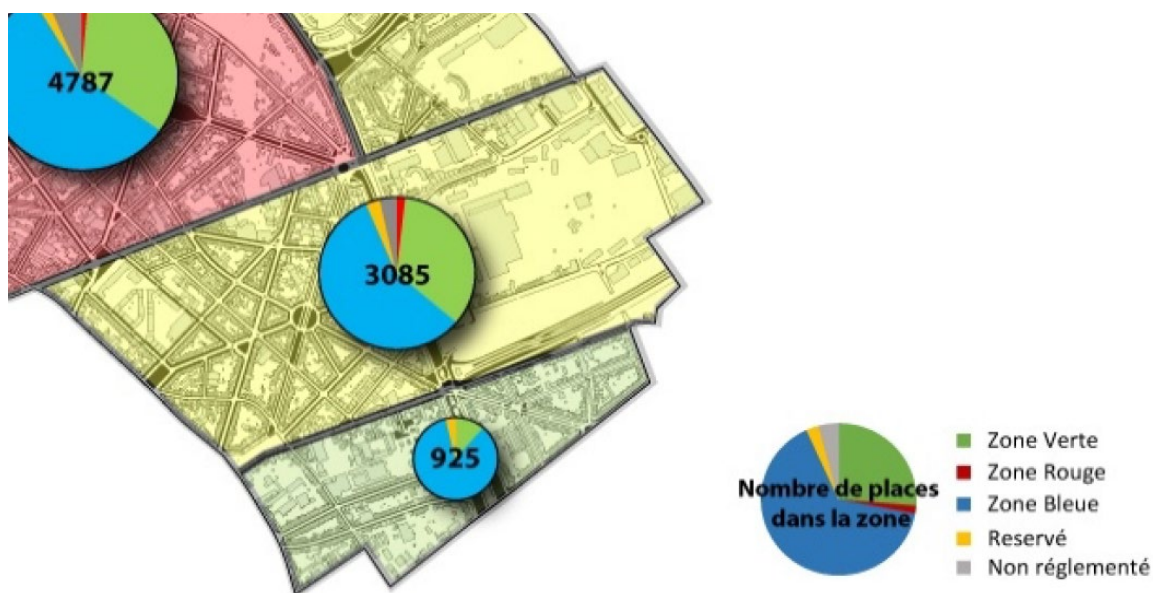 4787
3085
925
Nombre de places
dans la zone
Zone Verte
Zone Rouge
Zone Bleue
Reservé
Non réglementé